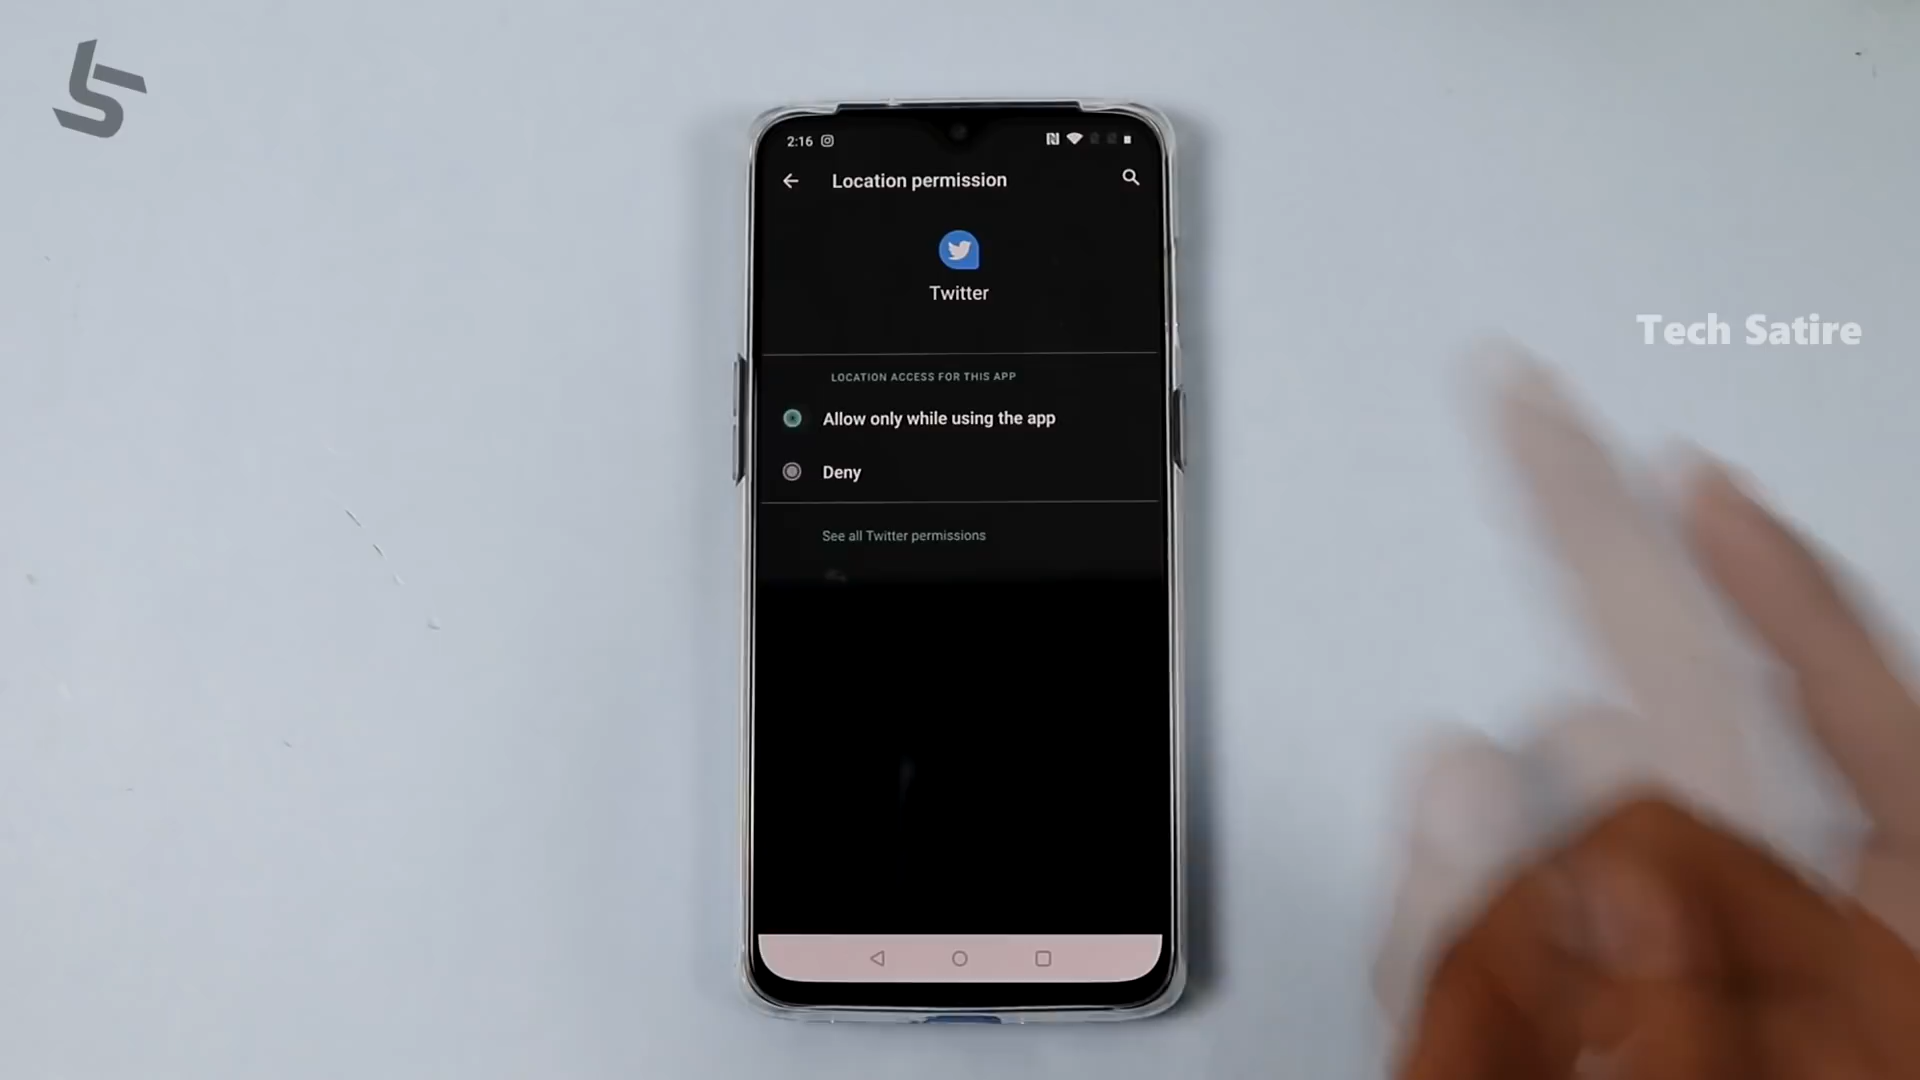 2:16
Location permission
Twitter
LOCATION ACCESS FOR THIS APP
Allow only while using the app
Deny
See all Twitter permissions
Tech Satire